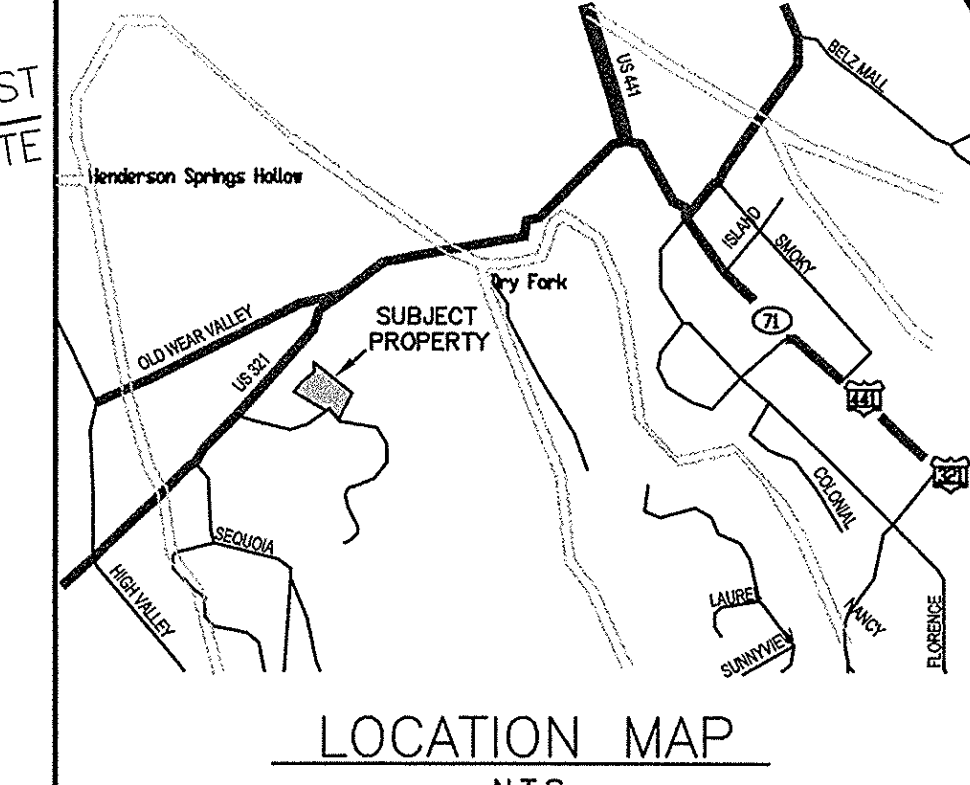 ST
TE
US 441
BELZ MALL
Henderson Springs Hollow
ISLAND
SMOKY
Dry Fork
71
OLD WEAR VALLEY
SUBJECT
PROPERTY
US 321
441
321
COLONIAL
SEQUOIA
HIGH VALLEY
LAUREL
NANCY
FLORENCE
SUNNYVIEW
LOCATION MAP
N.T.S.